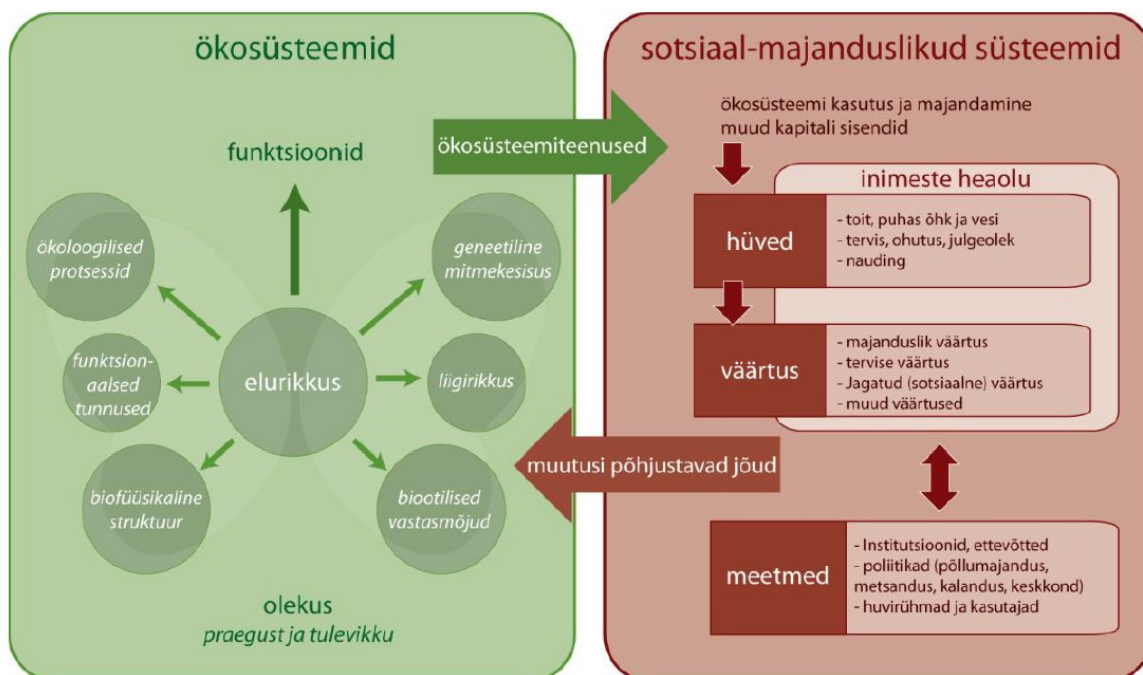 ökosüsteemid
funktsioonid
ökoloogilised
protsessid
geneetiline
mitmekesisus
funktsion-
aalsed
tunnused
elurikkus
liigirikkus
biofüüsikaline
struktuur
biootilised
vastasmõjud
olekus
praegust ja tulevikku
ökosüsteemiteenused
muutusi põhjustavad jõud
sotsiaal-majanduslikud süsteemid
ökosüsteemi kasutus ja majandamine
muud kapitali sisendid
inimeste heaolu
hüved
- toit, puhas õhk ja vesi
- tervis, ohutus, julgeolek
- nauding
väärtus
- majanduslik väärtus
- tervise väärtus
- Jagatud (sotsiaalne) väärtus
- muud väärtused
meetmed
- Institutsioonid, ettevõtted
- poliitikad (põllumajandus,
metsandus, kalandus, keskkond)
- huvirühmad ja kasutajad